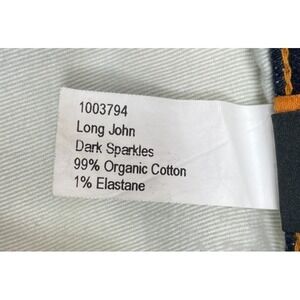 1003794
Long John
Dark Sparkles
99% Organic Cotton
1% Elastane